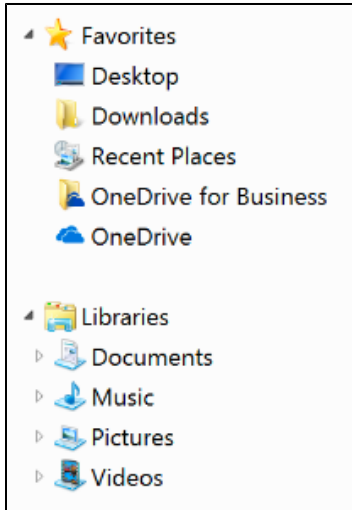 Favorites
Desktop
Downloads
Recent Places
OneDrive for Business
OneDrive
Libraries
Documents
Music
Pictures
Videos